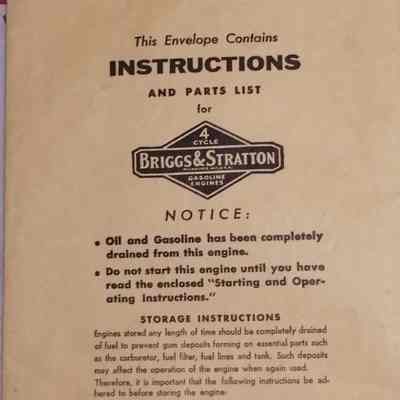 This Envelope Contains
INSTRUCTIONS
AND PARTS LIST
for
4
CYCLE
BRIGGS & STRATTON
GASOLINE
ENGINES
NOTICE:
• Oil and Gasoline has been completely
drained from this engine.
• Do not start this engine until you have
read the enclosed "Starting and Oper-
ating Instructions."
STORAGE INSTRUCTIONS
Engines stored any length of time should be completely drained
of fuel to prevent gum deposits forming on essential parts such
as the carburetor, fuel filter, fuel lines and tank. Such deposits
may affect the operation of the engine when again used.
Therefore, it is important that the following instructions be ad-
hered to before storing the engine: